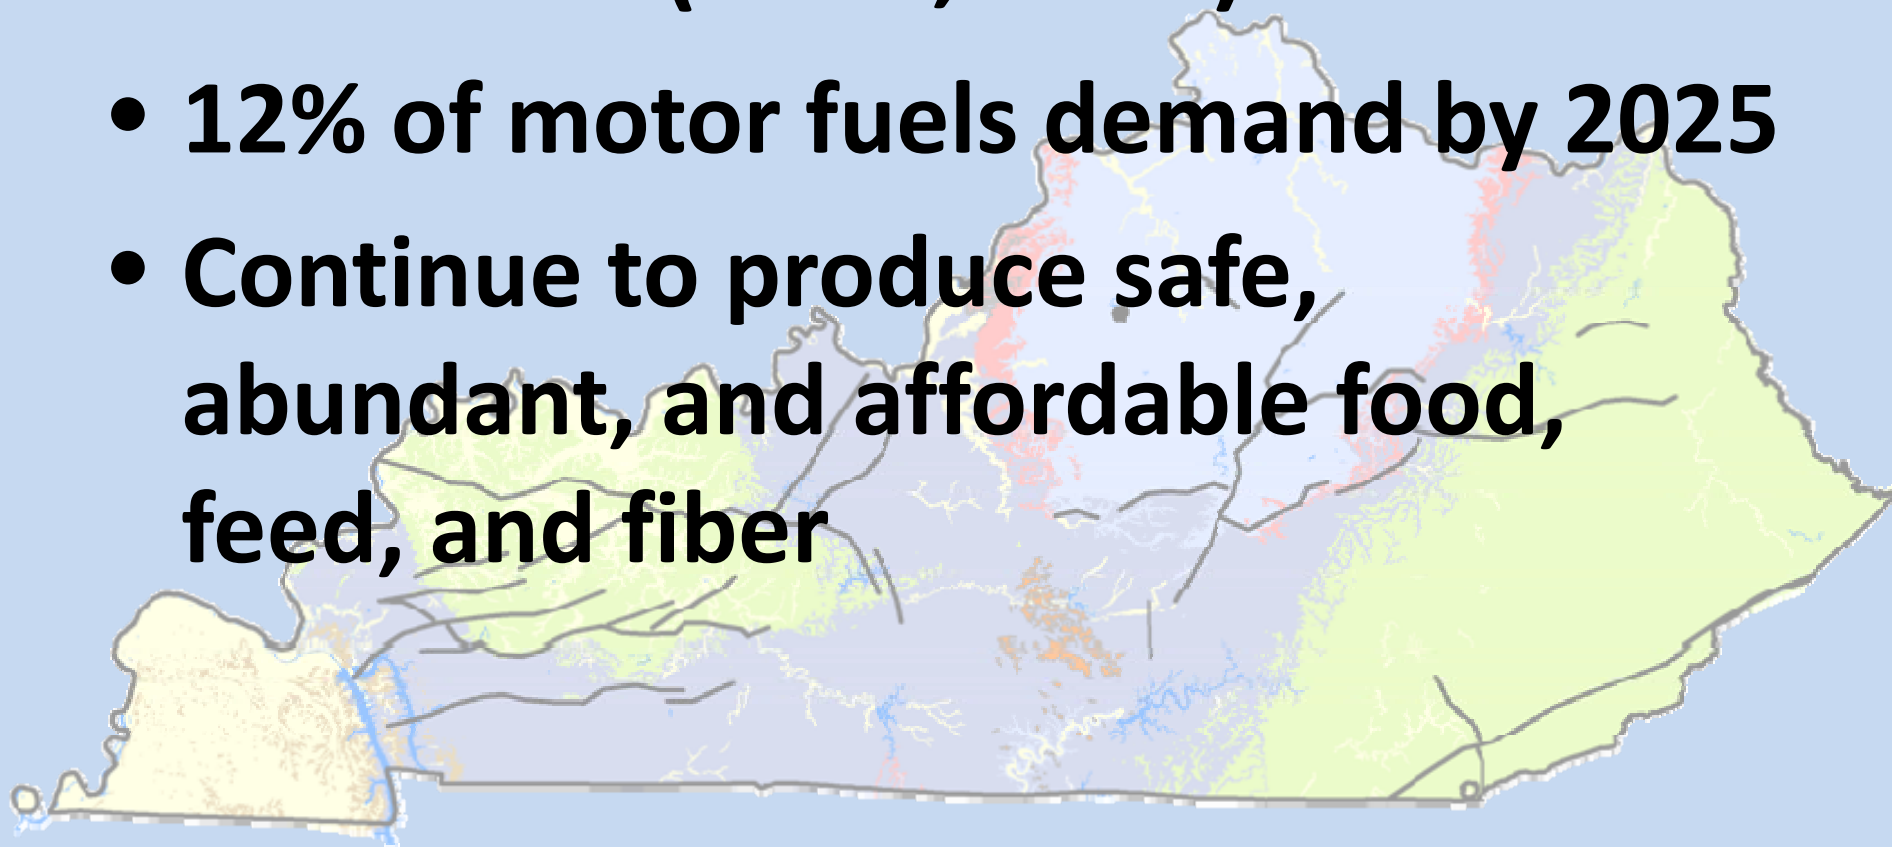 • 12% of motor fuels demand by 2025
• Continue to produce safe,
abundant, and affordable food,
feed, and fiber